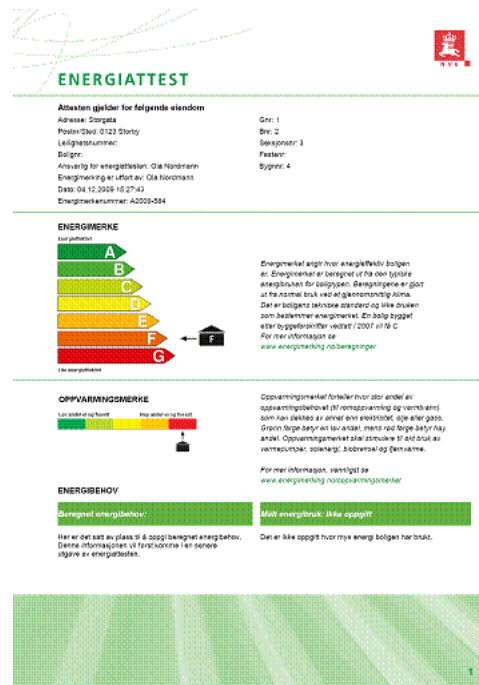 NVE
ENERGIATTEST
Attesten gjelder for følgende eiendom
Adresse: Storgata
Postnr/Sted: 0123 Storby
Leilighetsnummer:
Bolignr:
Ansvarlig for energiattesten: Ola Nordmann
Energimerking er utført av: Ola Nordmann
Dato: 04.12.2009 15:27:43
Energimerkenummer: A2009-584
Gnr: 1
Bnr: 2
Seksjonsnr: 3
Festenr:
Bygnnr: 4
ENERGIMERKE
Energieffektivt
A
B
C
D
E
F
G
F
Lite energieffektivt
Energimerket angir hvor energieffektiv boligen
er. Energimerket er beregnet ut fra den typiske
energibruken for boligtypen. Beregningene er gjort
ut fra normal bruk ved et gjennomsnittlig klima.
Det er boligens tekniske standard og ikke bruken
som bestemmer energimerket. En bolig bygget
etter byggeforskrifter vedtatt i 2007 vil få C
For mer informasjon se
www.energimerking.no/beregninger
OPPVARMINGSMERKE
Lav andel el og fossilt
Høy andel el og fossilt
Oppvarmingsmerket forteller hvor stor andel av
oppvarmingsbehovet (til romoppvarming og varmtvann)
som kan dekkes av annet enn elektrisitet, olje eller gass.
Grønn farge betyr en lav andel, mens rød farge betyr høy
andel. Oppvarmingsmerket skal stimulere til økt bruk av
varmepumper, solenergi, biobrensel og fjernvarme.
For mer informasjon, vennligst se
www.energimerking.no/oppvarmingsmerket
ENERGIBEHOV
Beregnet energibehov:
Målt energibruk: Ikke oppgitt
Her er det satt av plass til å oppgi beregnet energibehov.
Denne informasjonen vil først komme i en senere
utgave av energiattesten.
Det er ikke oppgitt hvor mye energi boligen har brukt.
1